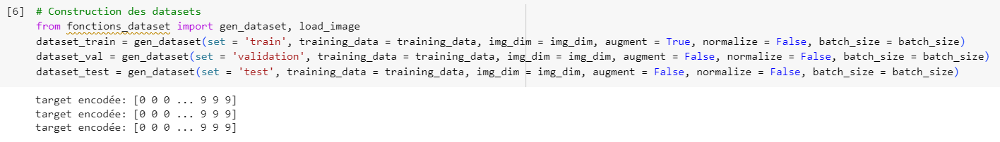 [6] # Construction des datasets
from fonctions_dataset import gen_dataset, load_image
dataset_train = gen_dataset(set = 'train', training_data = training_data, img_dim = img_dim, augment = True, normalize = False, batch_size = batch_size)
dataset_val = gen_dataset(set = 'validation', training_data = training_data, img_dim = img_dim, augment = False, normalize = False, batch_size = batch_size)
dataset_test = gen_dataset(set = 'test', training_data = training_data, img_dim = img_dim, augment = False, normalize = False, batch_size = batch_size)
target encodée: [0 0 0 ... 9 9 9]
target encodée: [0 0 0 ... 9 9 9]
target encodée: [0 0 0 ... 9 9 9]